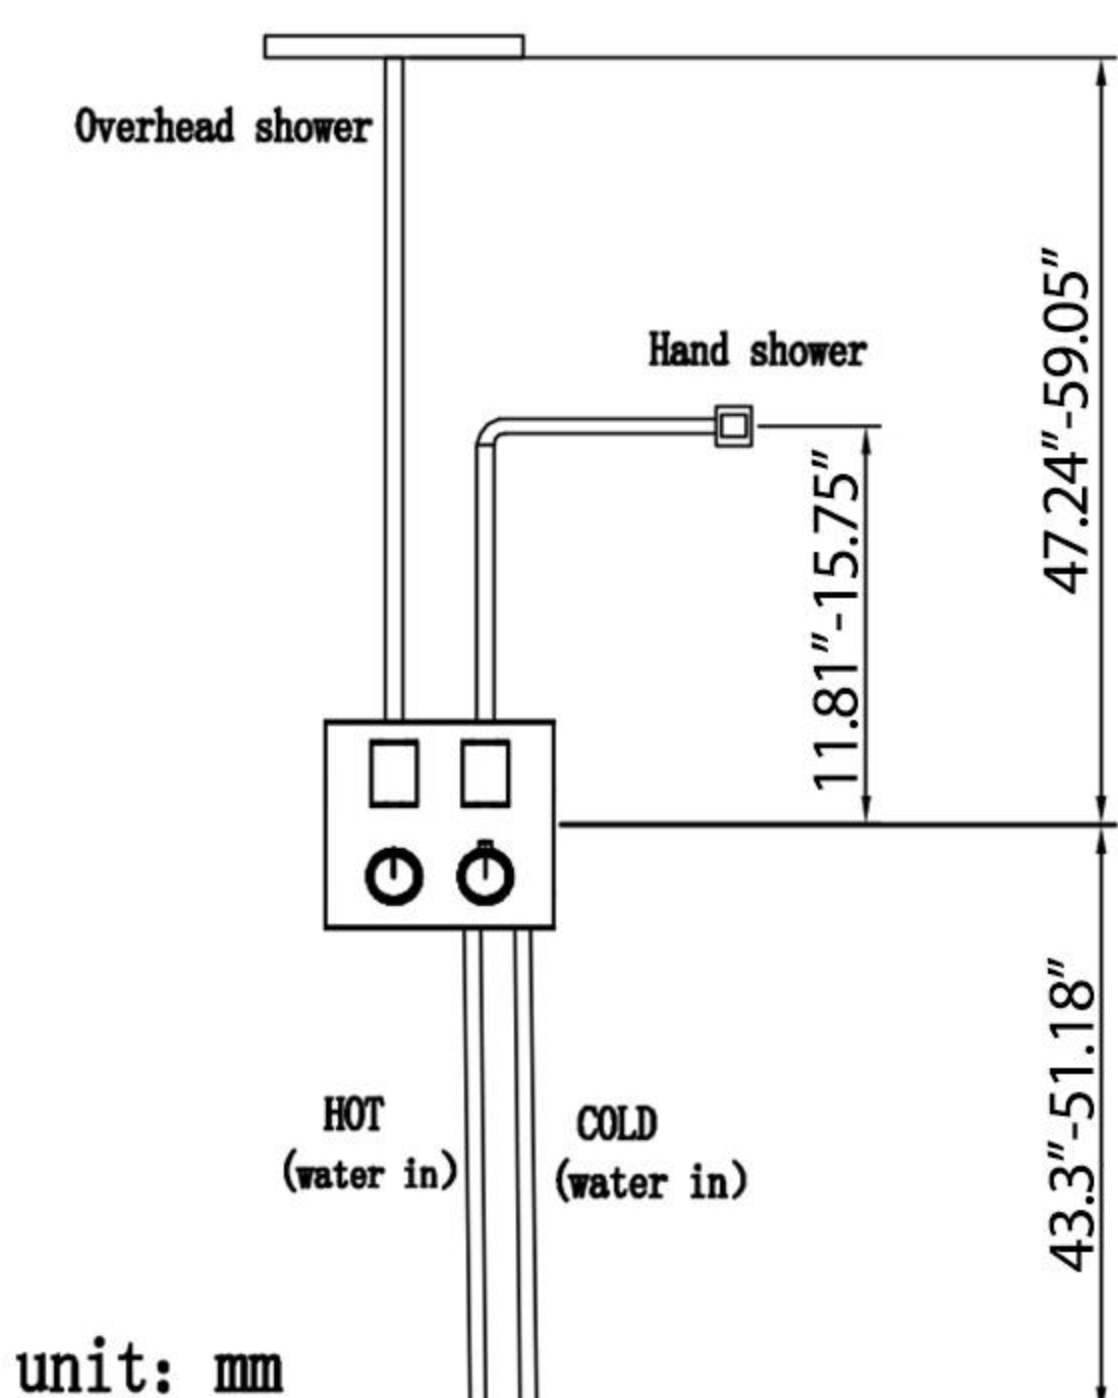 Overhead shower
47.24”-59.05”
Hand shower
11.81”-15.75”
43.3”-51.18”
HOT
(water in)
COLD
(water in)
unit: mm